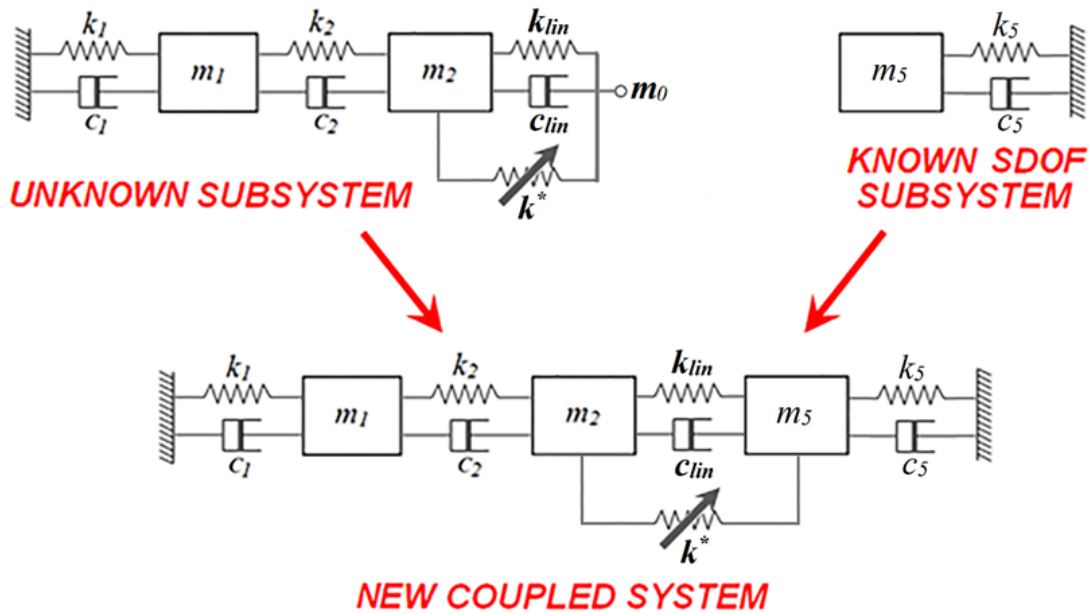 k1 k2 klin k5
m1 m2 m0 m5
c1 c2 clin c5
k*
UNKNOWN SUBSYSTEM
KNOWN SDOF
SUBSYSTEM
k1 k2 klin k5
m1 m2 m5
c1 c2 clin c5
k*
NEW COUPLED SYSTEM